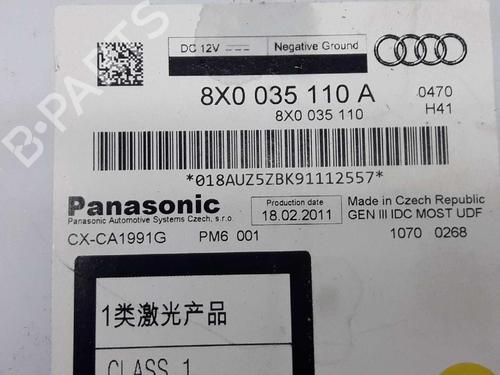 DC 12V Negative Ground
8X0 035 110 A 0470
8X0 035 110 H41
*018AUZ5ZBK91112557*
Panasonic Production date Made in Czech Republic
Panasonic Automotive Systems Czech, s.r.o. 18.02.2011 GEN III IDC MOST UDF
CX-CA1991G PM6 001 1070 0268
1类激光产品
CLASS 1
B-Parts